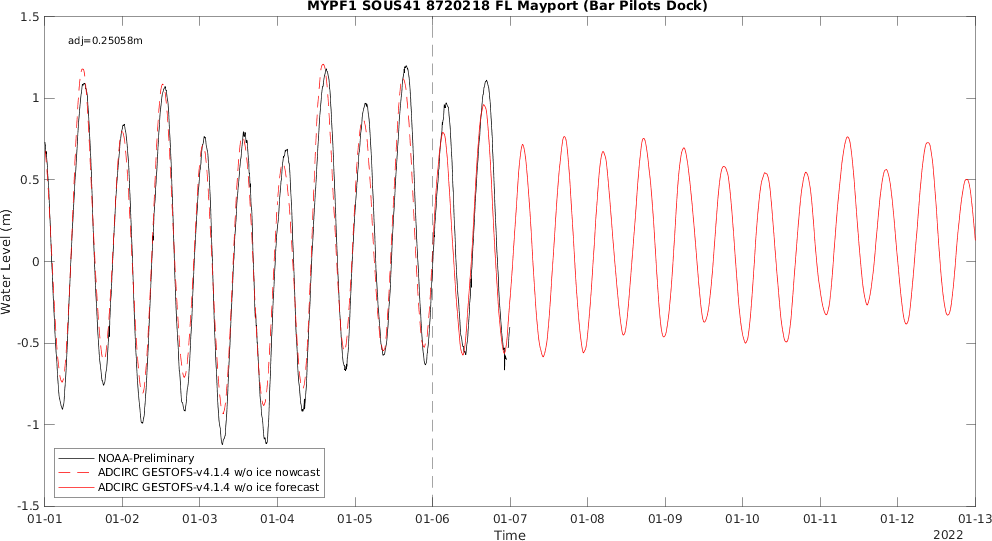 MYPF1 SOUS41 8720218 FL Mayport (Bar Pilots Dock)
1.5
adj=0.25058m
1
0.5
0
-0.5
-1
-1.5
Water Level (m)
NOAA-Preliminary
ADCIRC GESTOFS-v4.1.4 w/o ice nowcast
ADCIRC GESTOFS-v4.1.4 w/o ice forecast
01-01 01-02 01-03 01-04 01-05 01-06 01-07 01-08 01-09 01-10 01-11 01-12 01-13
Time
2022